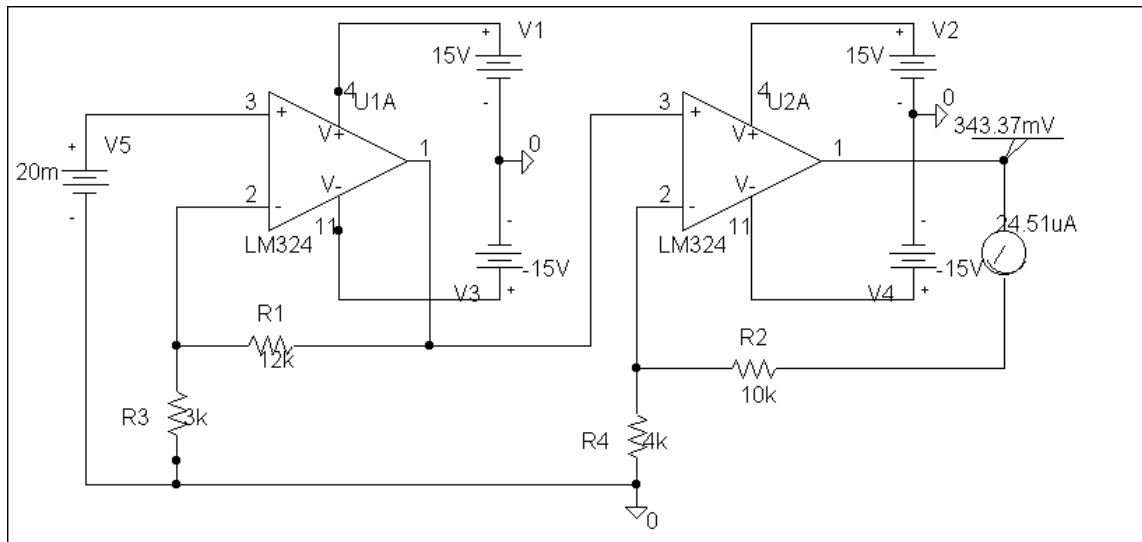 V1
V2
+
15V
+
15V
4
U1A
4
U2A
3
+
V+
-
0
3
+
V+
-
0
343.37mV
+
V5
20m
-
1
1
2
-
V-
11
LM324
-
-15V
+
V3
2
-
V-
11
LM324
-
-15V
+
V4
24.51uA
R1
12k
R2
10k
R3
3k
R4
4k
0